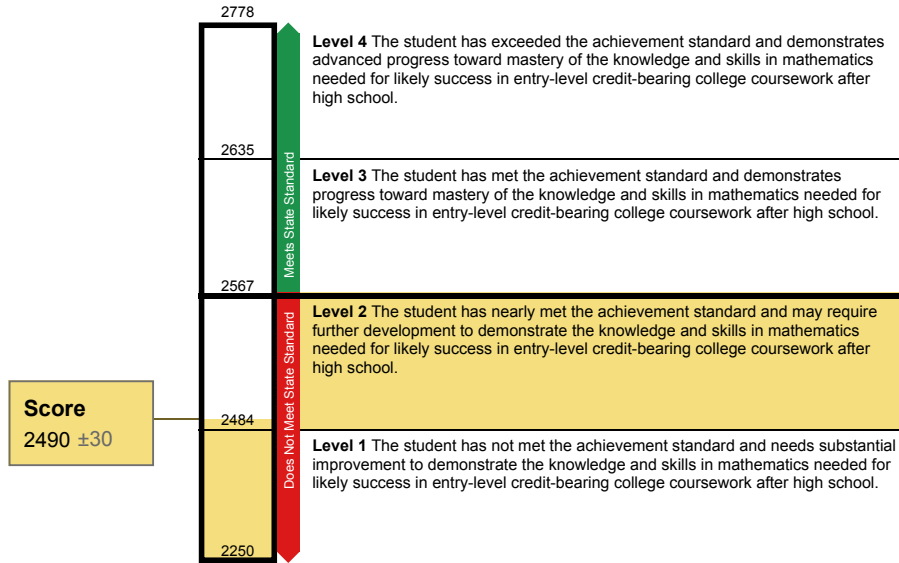 2778
Level 4 The student has exceeded the achievement standard and demonstrates
advanced progress toward mastery of the knowledge and skills in mathematics
needed for likely success in entry-level credit-bearing college coursework after
high school.
2635
Meets State Standard
Level 3 The student has met the achievement standard and demonstrates
progress toward mastery of the knowledge and skills in mathematics needed for
likely success in entry-level credit-bearing college coursework after high school.
2567
Level 2 The student has nearly met the achievement standard and may require
further development to demonstrate the knowledge and skills in mathematics
needed for likely success in entry-level credit-bearing college coursework after
high school.
Does Not Meet State Standard
Score
2490 ±30
2484
Level 1 The student has not met the achievement standard and needs substantial
improvement to demonstrate the knowledge and skills in mathematics needed for
likely success in entry-level credit-bearing college coursework after high school.
2250